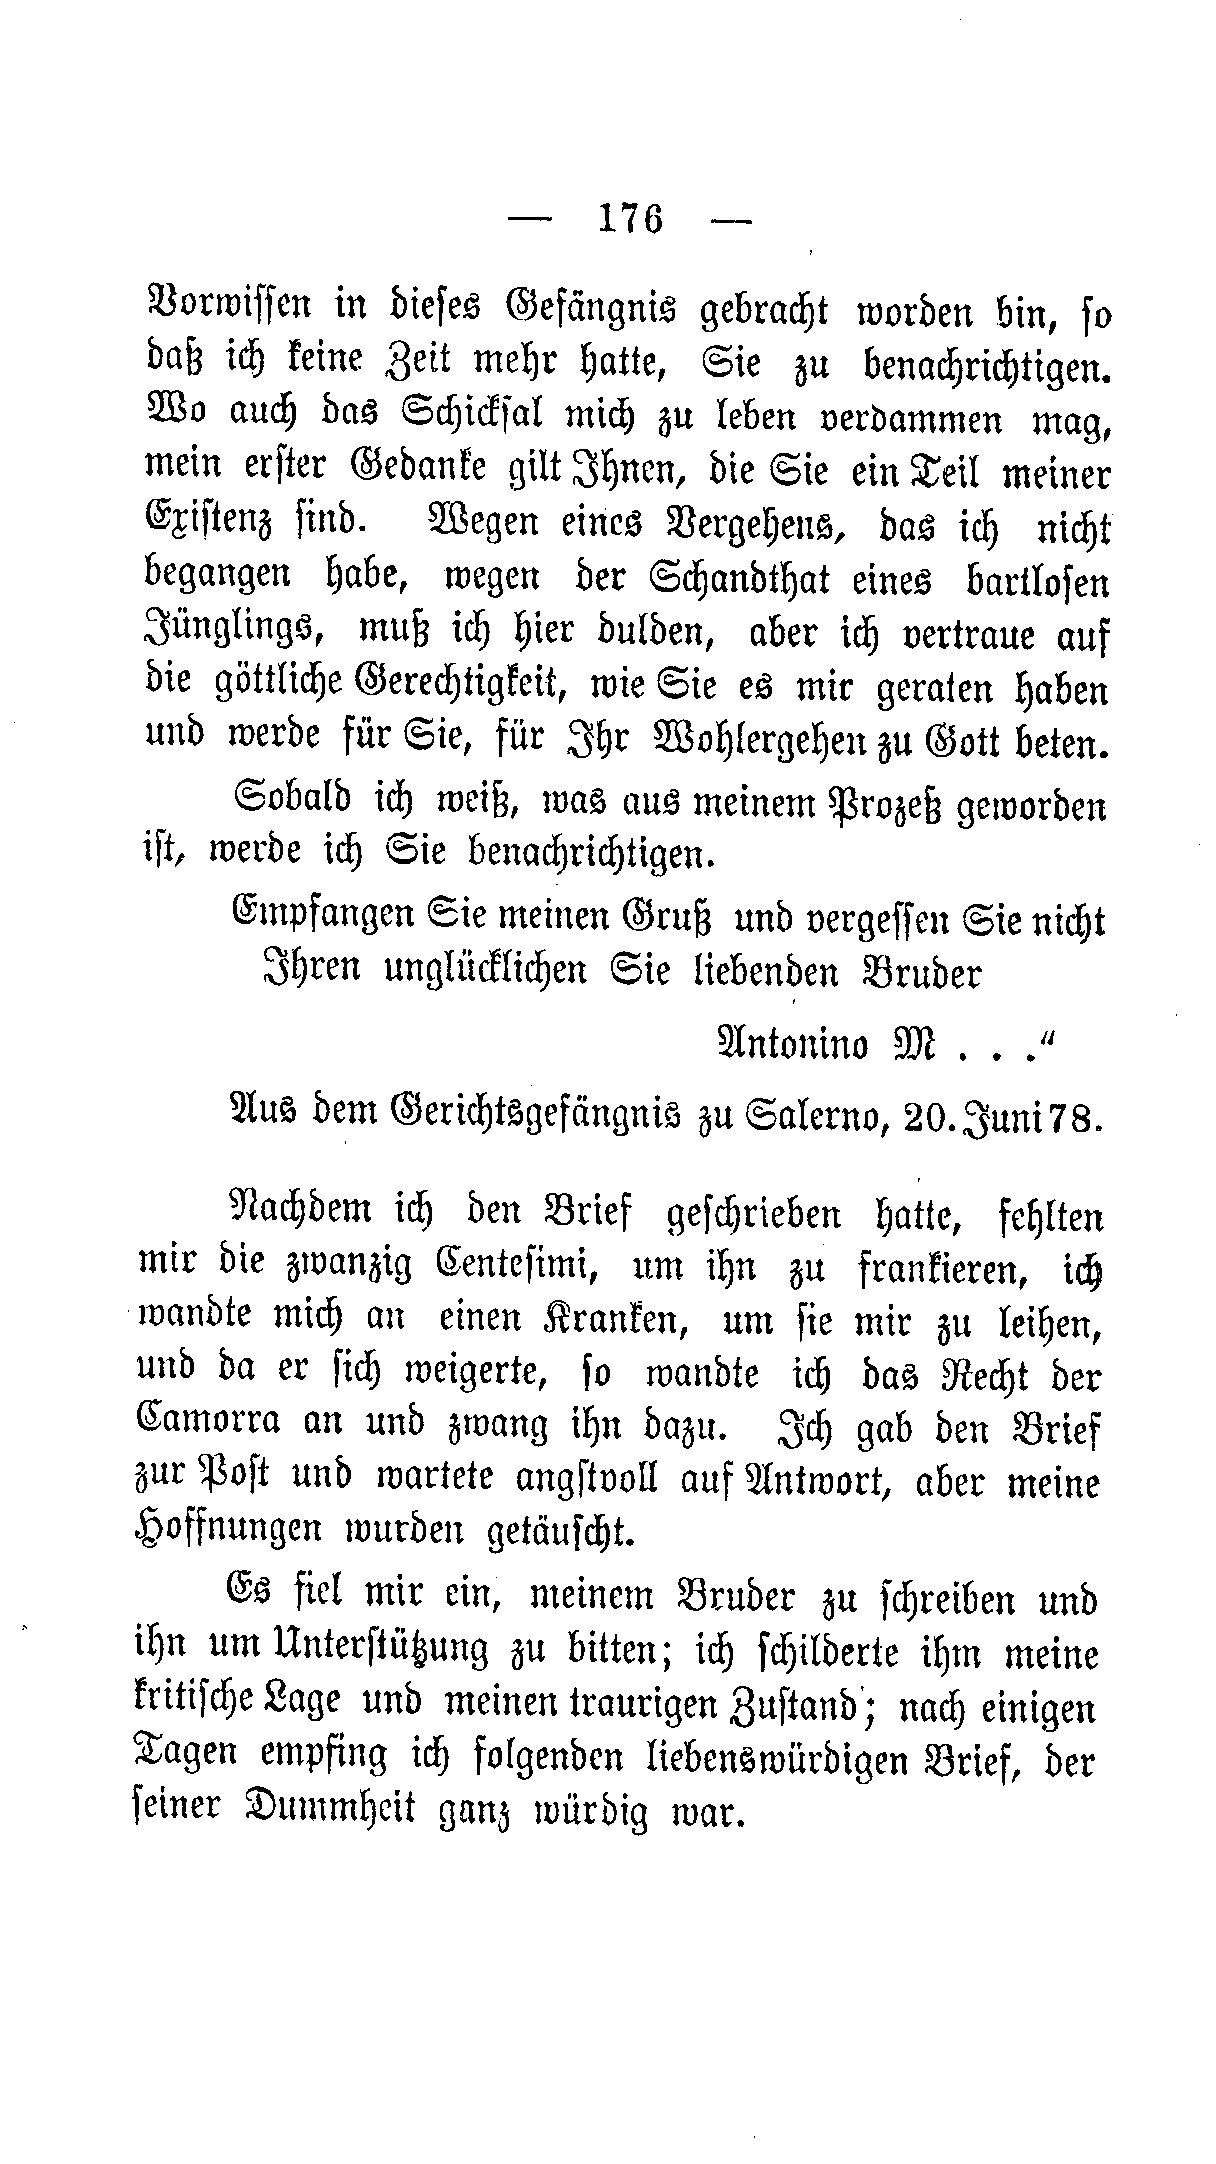 — 176 —
Vorwissen in dieses Gefängnis gebracht worden bin, so
daß ich keine Zeit mehr hatte, Sie zu benachrichtigen.
Wo auch das Schicksal mich zu leben verdammen mag,
mein erster Gedanke gilt Ihnen, die Sie ein Teil meiner
Existenz sind. Wegen eines Vergehens, das ich nicht
begangen habe, wegen der Schandthat eines bartlosen
Jünglings, muß ich hier dulden, aber ich vertraue auf
die göttliche Gerechtigkeit, wie Sie es mir geraten haben
und werde für Sie, für Ihr Wohlergehen zu Gott beten.
Sobald ich weiß, was aus meinem Prozeß geworden
ist, werde ich Sie benachrichtigen.
Empfangen Sie meinen Gruß und vergessen Sie nicht
Ihren unglücklichen Sie liebenden Bruder
Antonino M . . .“
Aus dem Gerichtsgefängnis zu Salerno, 20. Juni 78.
Nachdem ich den Brief geschrieben hatte, fehlten
mir die zwanzig Centesimi, um ihn zu frankieren, ich
wandte mich an einen Kranken, um sie mir zu leihen,
und da er sich weigerte, so wandte ich das Recht der
Camorra an und zwang ihn dazu. Ich gab den Brief
zur Post und wartete angstvoll auf Antwort, aber meine
Hoffnungen wurden getäuscht.
Es fiel mir ein, meinem Bruder zu schreiben und
ihn um Unterstützung zu bitten; ich schilderte ihm meine
kritische Lage und meinen traurigen Zustand; nach einigen
Tagen empfing ich folgenden liebenswürdigen Brief, der
seiner Dummheit ganz würdig war.